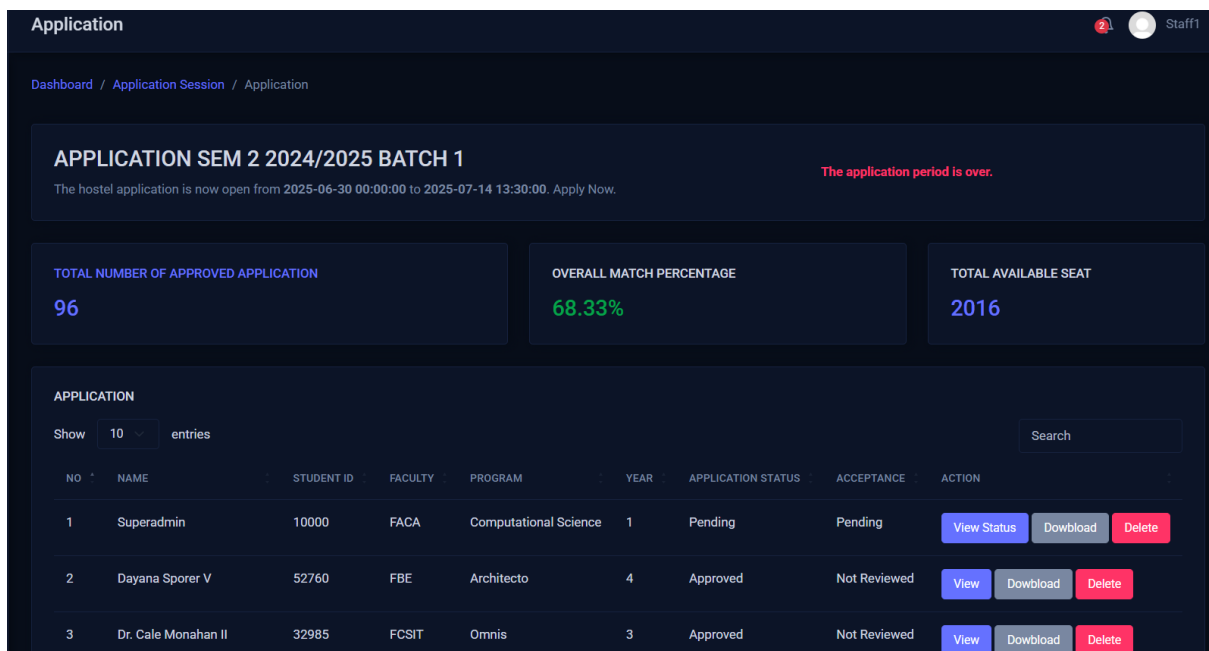 Application
2
Staff1
Dashboard / Application Session / Application
APPLICATION SEM 2 2024/2025 BATCH 1
The hostel application is now open from 2025-06-30 00:00:00 to 2025-07-14 13:30:00. Apply Now.
The application period is over.
TOTAL NUMBER OF APPROVED APPLICATION
96
OVERALL MATCH PERCENTAGE
68.33%
TOTAL AVAILABLE SEAT
2016
APPLICATION
Show 10 entries
Search
NO NAME STUDENT ID FACULTY PROGRAM YEAR APPLICATION STATUS ACCEPTANCE ACTION
1 Superadmin 10000 FACA Computational Science 1 Pending Pending View Status Dowbload Delete
2 Dayana Sporer V 52760 FBE Architecto 4 Approved Not Reviewed View Dowbload Delete
3 Dr. Cale Monahan II 32985 FCSIT Omnis 3 Approved Not Reviewed View Dowbload Delete